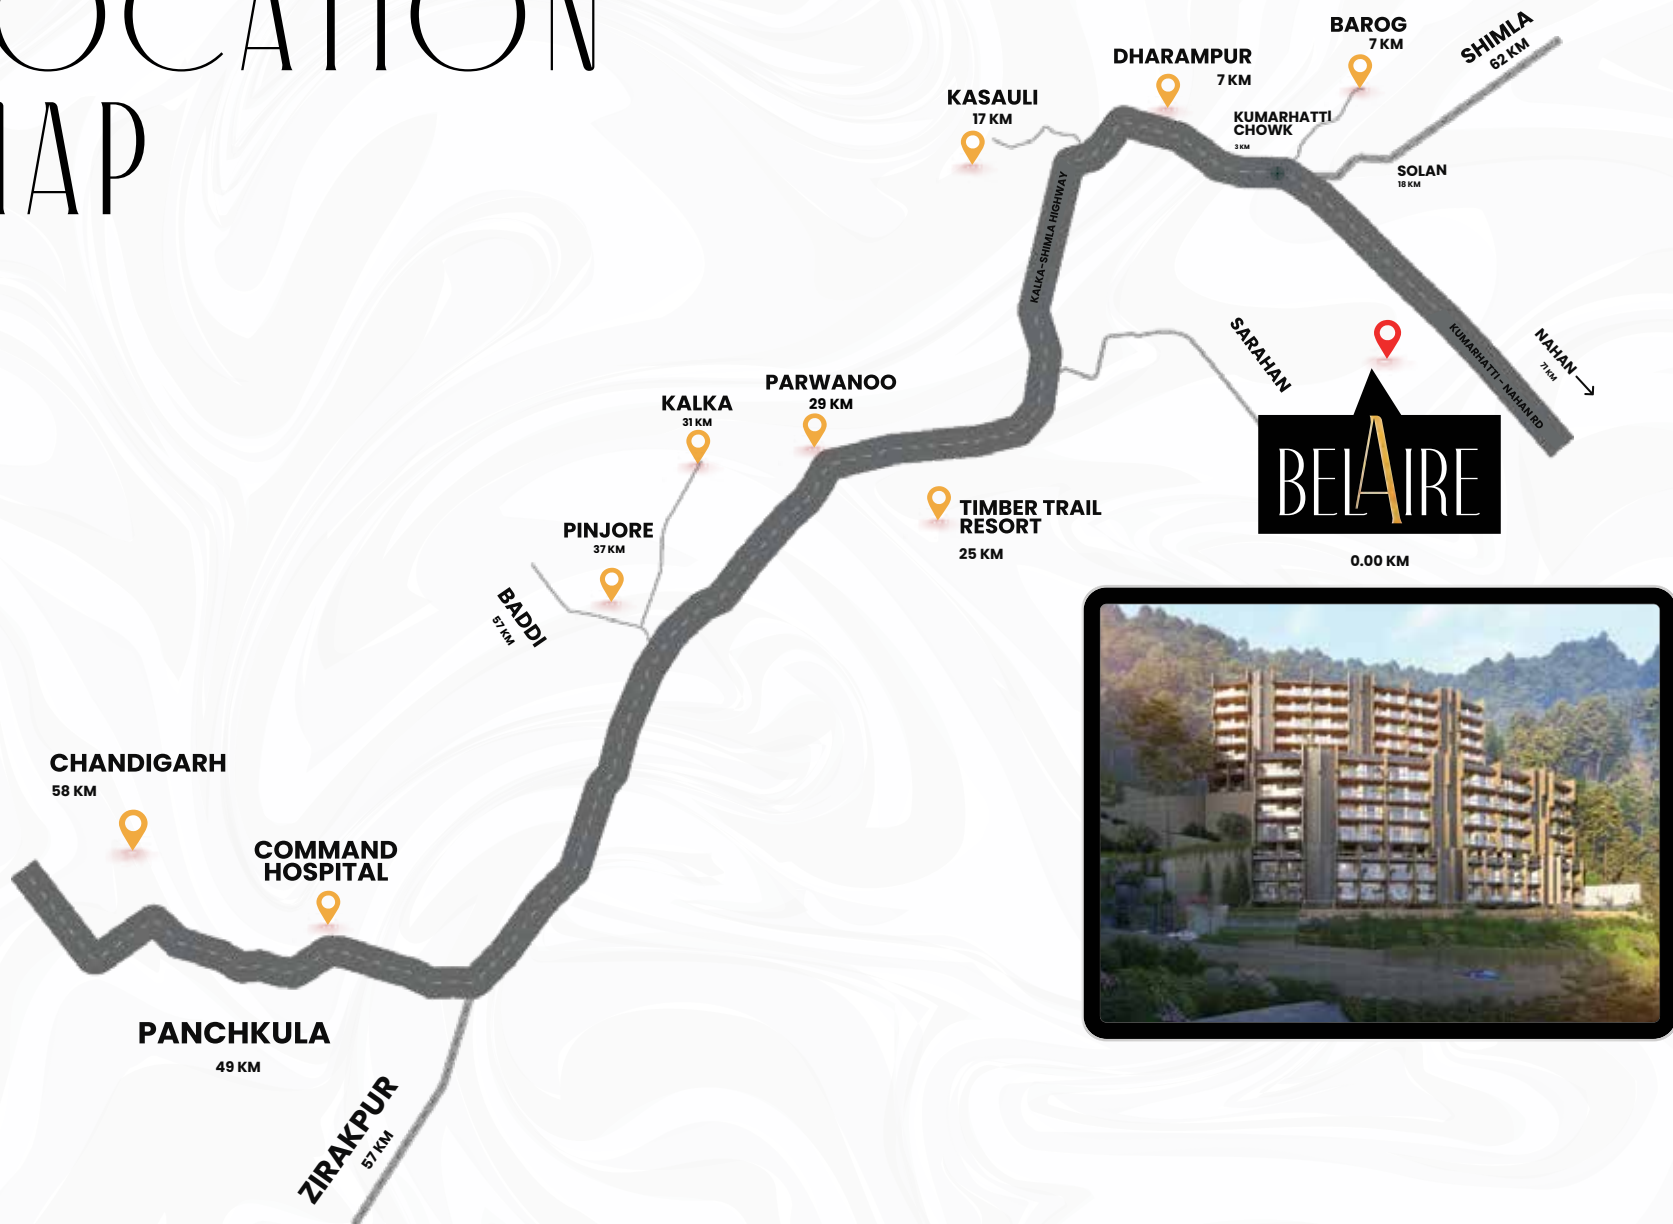 LOCATION
MAP
BAROG
7 KM
SHIMLA
62 KM
DHARAMPUR
7 KM
KASAULI
17 KM
KUMARHATTI
CHOWK
3 KM
SOLAN
18 KM
KALKA-SHIMLA HIGHWAY
SARAHAN
KUMARHATTI - NAHAN RD
NAHAN
71 KM
PARWANOO
29 KM
KALKA
31 KM
BELAIRE
0.00 KM
TIMBER TRAIL
RESORT
25 KM
PINJORE
37 KM
BADDI
57 KM
CHANDIGARH
58 KM
COMMAND
HOSPITAL
PANCHKULA
49 KM
ZIRAKPUR
57 KM